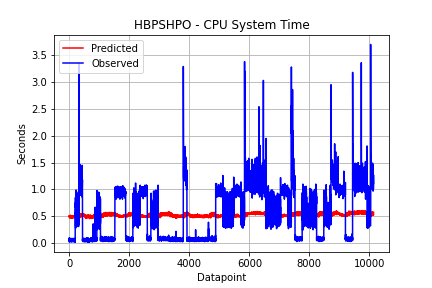 HBPSHPO - CPU System Time
Predicted
Observed
3.5
3.0
2.5
2.0
1.5
1.0
0.5
0.0
Seconds
0 2000 4000 6000 8000 10000
Datapoint